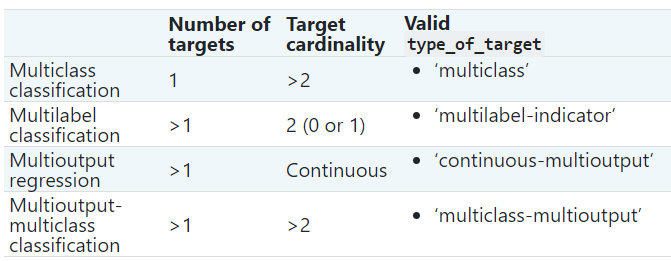 Number of targets Target cardinality Valid type_of_target
Multiclass classification 1 >2 • ‘multiclass’
Multilabel classification >1 2 (0 or 1) • ‘multilabel-indicator’
Multioutput regression >1 Continuous • ‘continuous-multioutput’
Multioutput-multiclass classification >1 >2 • ‘multiclass-multioutput’